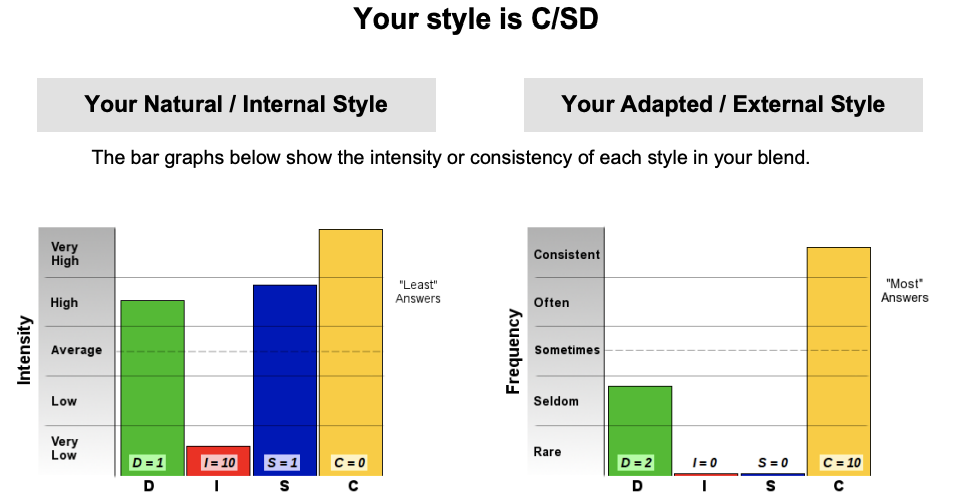 Your style is C/SD
Your Natural / Internal Style
Your Adapted / External Style
The bar graphs below show the intensity or consistency of each style in your blend.
Intensity
Very
High
High
Average
Low
Very
Low
D = 1
I = 10
S = 1
C = 0
D
I
S
C
"Least"
Answers
Frequency
Consistent
Often
Sometimes
Seldom
Rare
D = 2
I = 0
S = 0
C = 10
D
I
S
C
"Most"
Answers